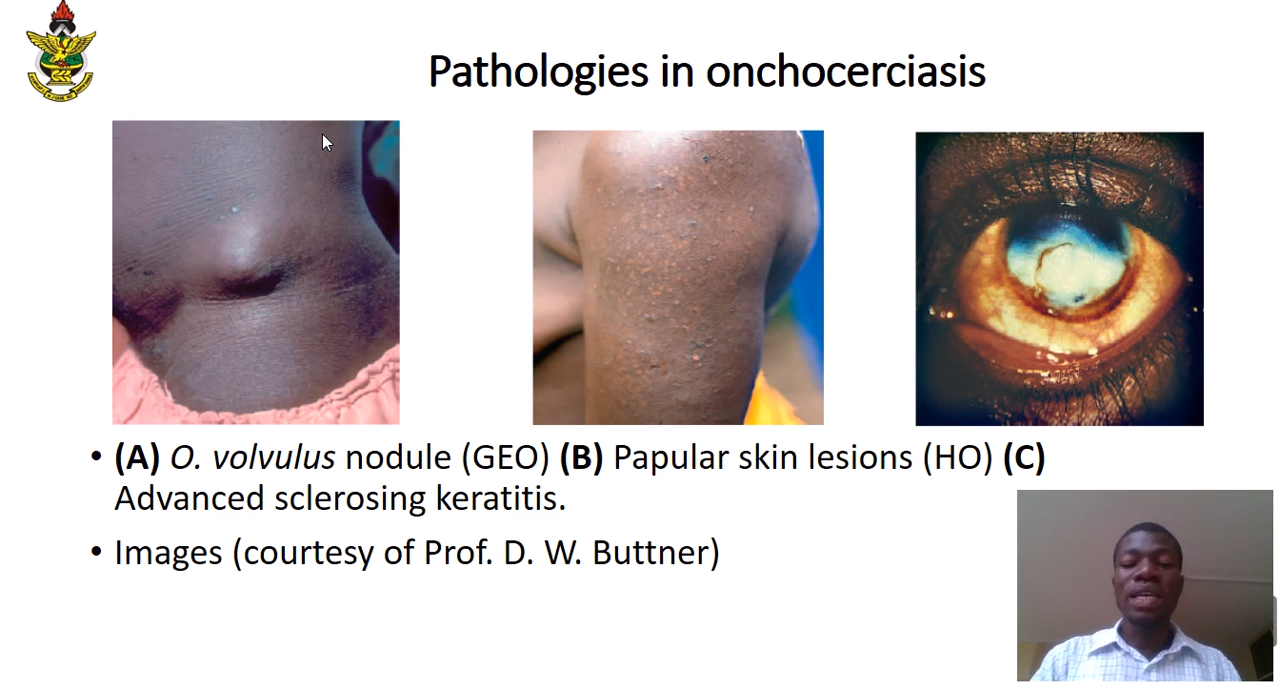 Pathologies in onchocerciasis
• (A) O. volvulus nodule (GEO) (B) Papular skin lesions (HO) (C)
Advanced sclerosing keratitis.
• Images (courtesy of Prof. D. W. Buttner)